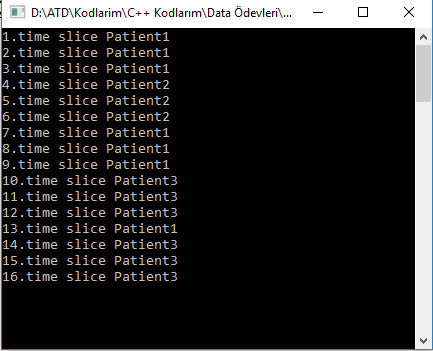 D:\ATD\Kodlarim\C++ Kodlarım\Data Ödevleri\...
1.time slice Patient1
2.time slice Patient1
3.time slice Patient1
4.time slice Patient2
5.time slice Patient2
6.time slice Patient2
7.time slice Patient1
8.time slice Patient1
9.time slice Patient1
10.time slice Patient3
11.time slice Patient3
12.time slice Patient3
13.time slice Patient1
14.time slice Patient3
15.time slice Patient3
16.time slice Patient3